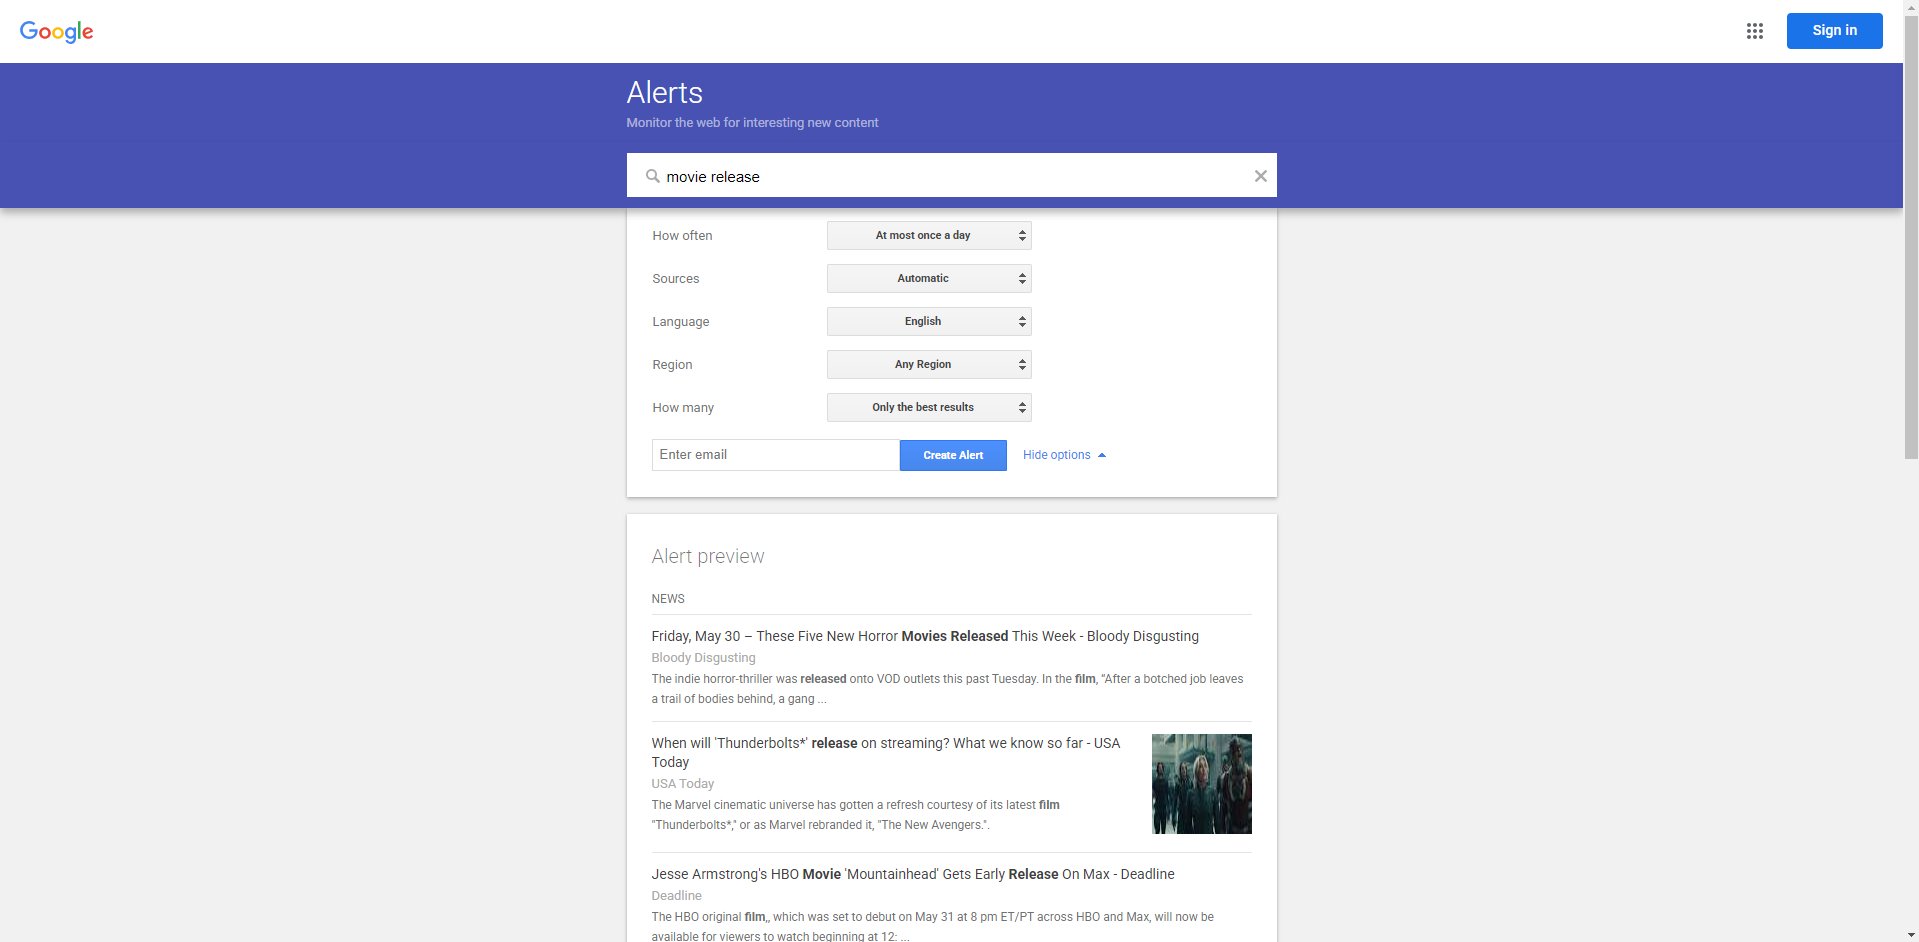 Google
Sign in
Alerts
Monitor the web for interesting new content
movie release
How often
At most once a day
Sources
Automatic
Language
English
Region
Any Region
How many
Only the best results
Enter email
Create Alert
Hide options
Alert preview
NEWS
Friday, May 30 – These Five New Horror Movies Released This Week - Bloody Disgusting
Bloody Disgusting
The indie horror-thriller was released onto VOD outlets this past Tuesday. In the film, “After a botched job leaves
a trail of bodies behind, a gang ...
When will 'Thunderbolts*' release on streaming? What we know so far - USA
Today
USA Today
The Marvel cinematic universe has gotten a refresh courtesy of its latest film
"Thunderbolts*," or as Marvel rebranded it, "The New Avengers.".
Jesse Armstrong's HBO Movie 'Mountainhead' Gets Early Release On Max - Deadline
Deadline
The HBO original film,, which was set to debut on May 31 at 8 pm ET/PT across HBO and Max, will now be
available for viewers to watch beginning at 12: ...